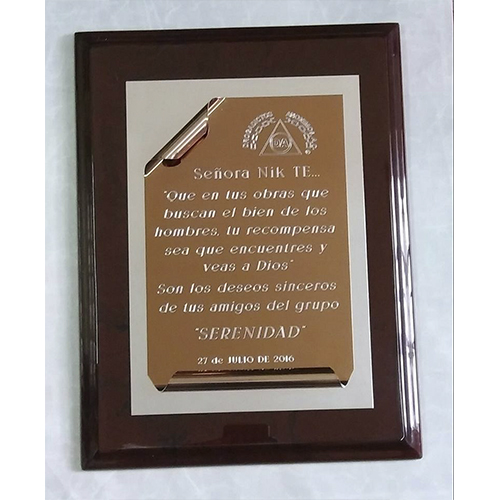 Señora Nik TE...
"Que en tus obras que
buscan el bien de los
hombres, tu recompensa
sea que encuentres y
veas a Dios"
Son los deseos sinceros
de tus amigos del grupo
"SERENIDAD"
27 de JULIO DE 2016